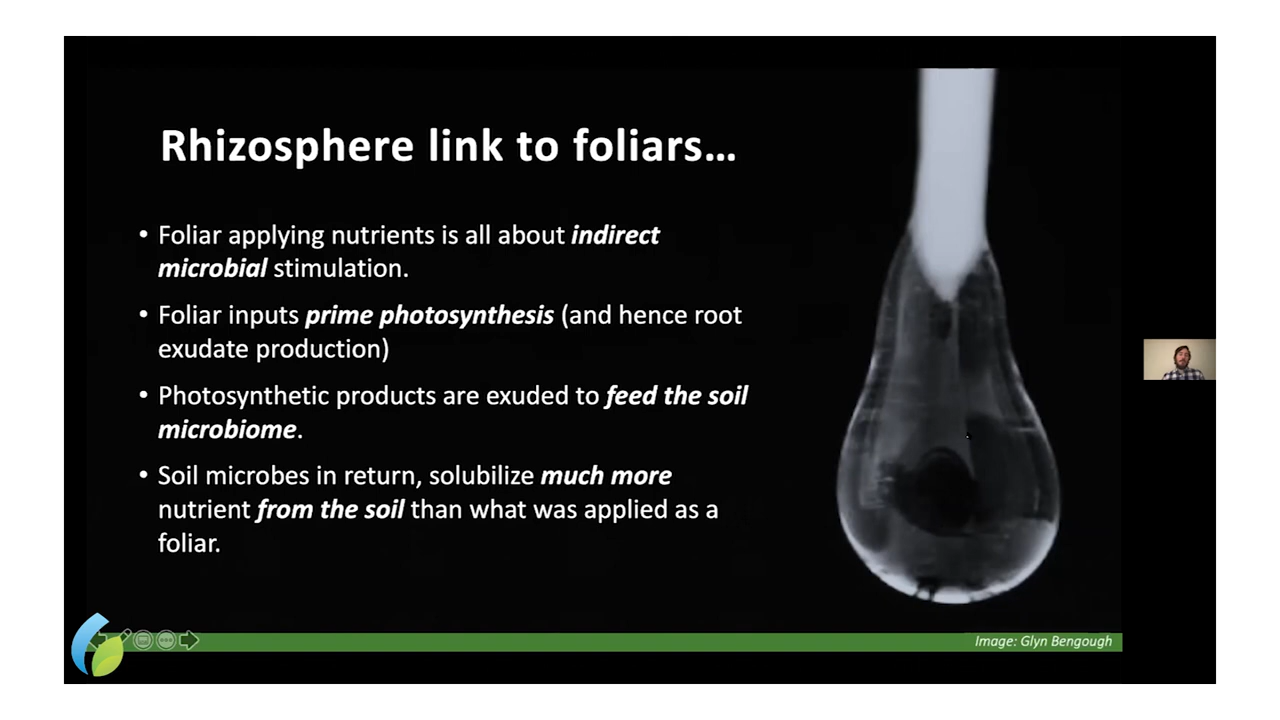 Rhizosphere link to foliars...
• Foliar applying nutrients is all about indirect
microbial stimulation.
• Foliar inputs prime photosynthesis (and hence root
exudate production)
• Photosynthetic products are exuded to feed the soil
microbiome.
• Soil microbes in return, solubilize much more
nutrient from the soil than what was applied as a
foliar.
Image: Glyn Bengough